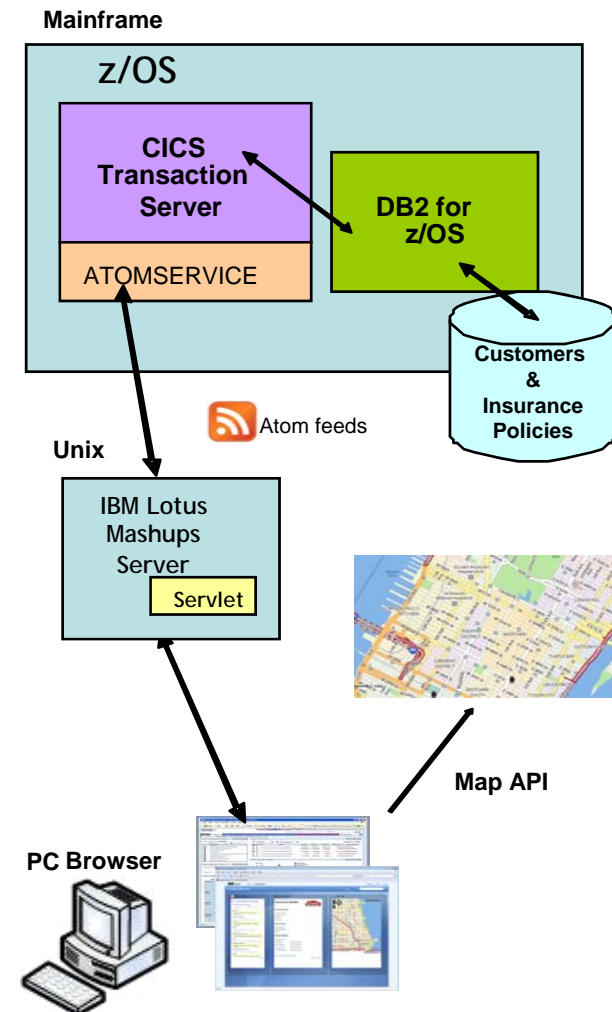 Mainframe
z/OS
CICS
Transaction
Server
DB2 for
z/OS
ATOMSERVICE
Customers
&
Insurance
Policies
Atom feeds
Unix
IBM Lotus
Mashups
Server
Servlet
Map API
PC Browser